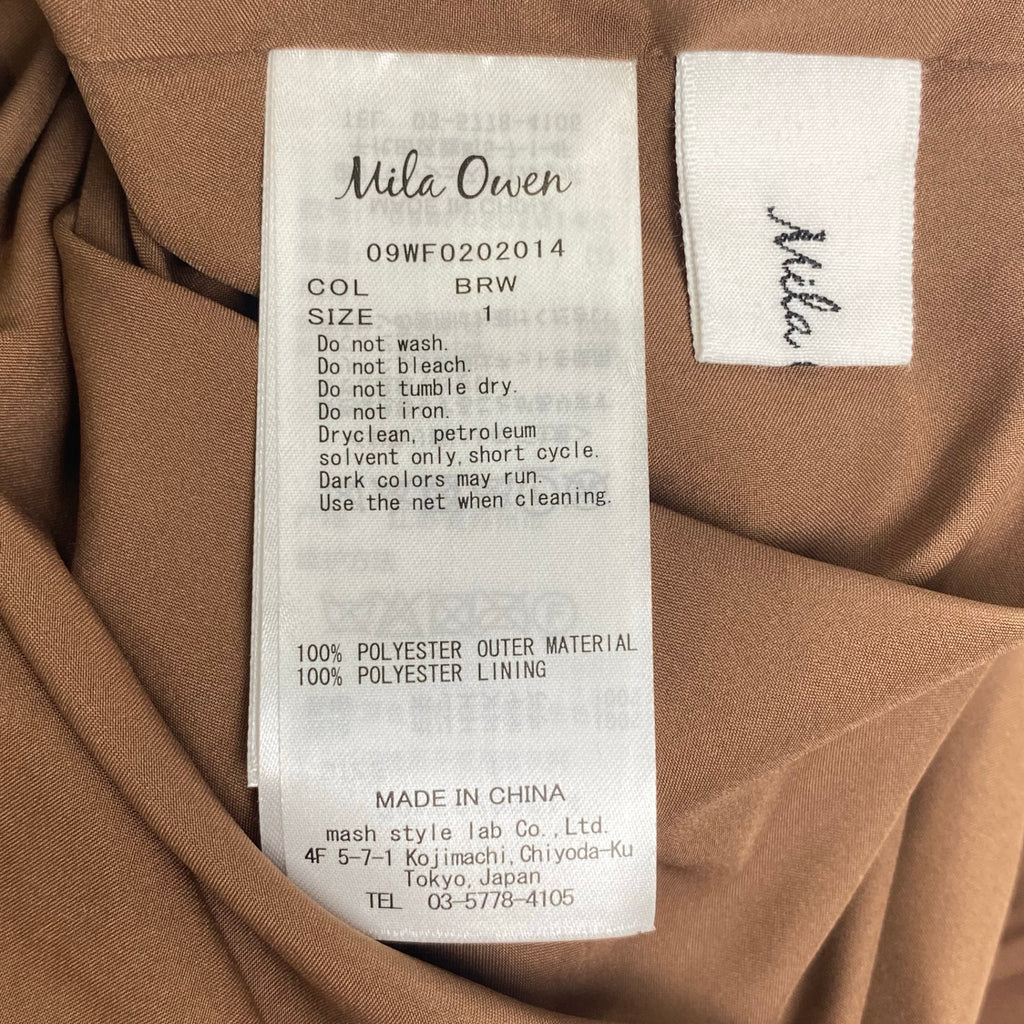 Mila Owen
09WF0202014
COL BRW
SIZE 1
Do not wash.
Do not bleach.
Do not tumble dry.
Do not iron.
Dryclean, petroleum
solvent only, short cycle.
Dark colors may run.
Use the net when cleaning.
100% POLYESTER OUTER MATERIAL
100% POLYESTER LINING
MADE IN CHINA
mash style lab Co., Ltd.
4F 5-7-1 Kojimachi, Chiyoda-Ku
Tokyo, Japan
TEL 03-5778-4105
Mila